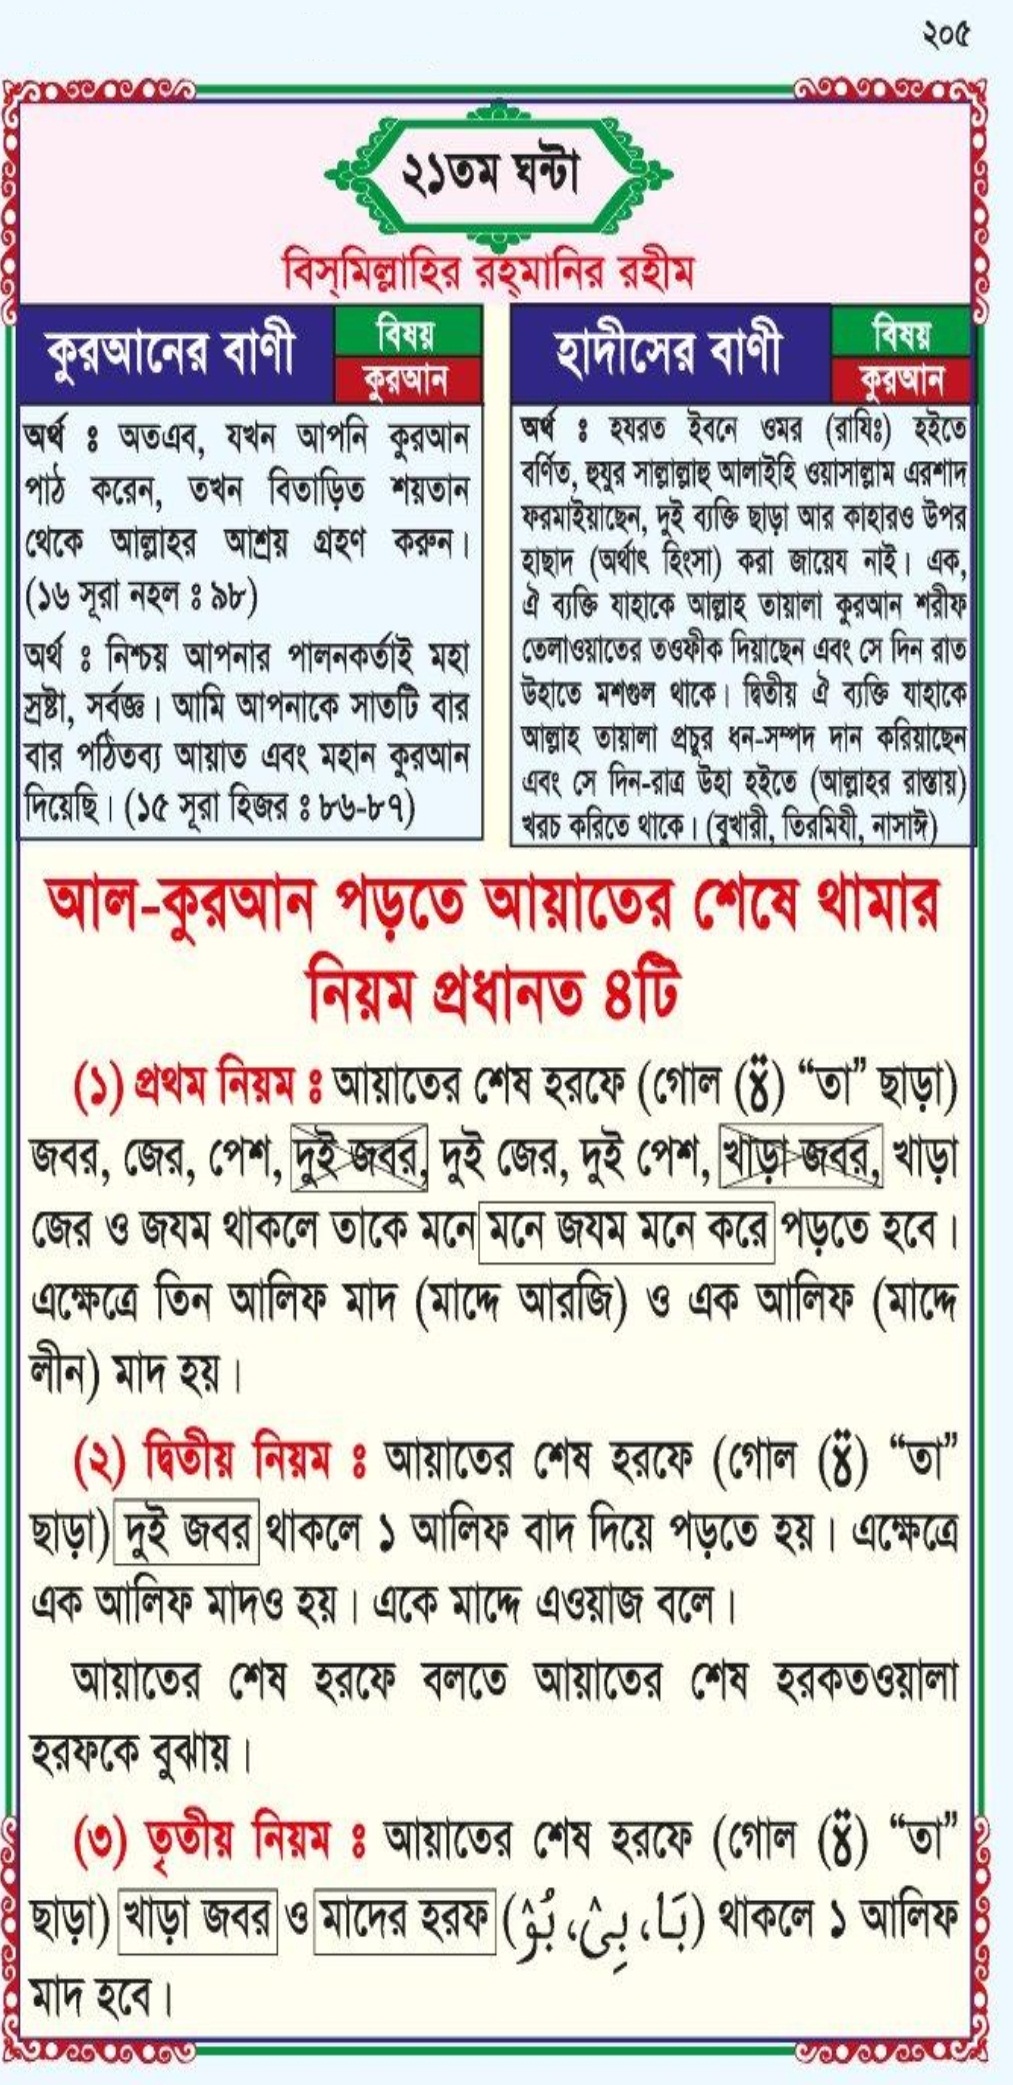 ২০৫
২১তম ঘন্টা
বিস্‌মিল্লাহির রহ্‌মানির রহীম
কুরআনের বাণী
বিষয়
কুরআন
অর্থ ঃ অতএব, যখন আপনি কুরআন
পাঠ করেন, তখন বিতাড়িত শয়তান
থেকে আল্লাহর আশ্রয় গ্রহণ করুন।
(১৬ সূরা নহল ঃ ৯৮)
অর্থ ঃ নিশ্চয় আপনার পালনকর্তাই মহা
স্রষ্টা, সর্বজ্ঞ। আমি আপনাকে সাতটি বার
বার পঠিতব্য আয়াত এবং মহান কুরআন
দিয়েছি। (১৫ সূরা হিজর ঃ ৮৬-৮৭)
হাদীসের বাণী
বিষয়
কুরআন
অর্থ ঃ হযরত ইবনে ওমর (রাযিঃ) হইতে
বর্ণিত, হুযুর সাল্লাল্লাহু আলাইহি ওয়াসাল্লাম এরশাদ
ফরমাইয়াছেন, দুই ব্যক্তি ছাড়া আর কাহারও উপর
হাছাদ (অর্থাৎ হিংসা) করা জায়েয নাই। এক,
ঐ ব্যক্তি যাহাকে আল্লাহ তায়ালা কুরআন শরীফ
তেলাওয়াতের তওফীক দিয়াছেন এবং সে দিন রাত
উহাতে মশগুল থাকে। দ্বিতীয় ঐ ব্যক্তি যাহাকে
আল্লাহ তায়ালা প্রচুর ধন-সম্পদ দান করিয়াছেন
এবং সে দিন-রাত্র উহা হইতে (আল্লাহর রাস্তায়)
খরচ করিতে থাকে। (বুখারী, তিরমিযী, নাসাঈ)
আল-কুরআন পড়তে আয়াতের শেষে থামার
নিয়ম প্রধানত ৪টি
(১) প্রথম নিয়ম ঃ আয়াতের শেষ হরফে (গোল (ة) “তা” ছাড়া)
জবর, জের, পেশ, দুই জবর, দুই জের, দুই পেশ, খাড়া জবর, খাড়া
জের ও জযম থাকলে তাকে মনে মনে জযম মনে করে পড়তে হবে।
এক্ষেত্রে তিন আলিফ মাদ (মাদ্দে আরজি) ও এক আলিফ (মাদ্দে
লীন) মাদ হয়।
(২) দ্বিতীয় নিয়ম ঃ আয়াতের শেষ হরফে (গোল (ة) “তা”
ছাড়া) দুই জবর থাকলে ১ আলিফ বাদ দিয়ে পড়তে হয়। এক্ষেত্রে
এক আলিফ মাদও হয়। একে মাদ্দে এওয়াজ বলে।
আয়াতের শেষ হরফে বলতে আয়াতের শেষ হরকতওয়ালা
হরফকে বুঝায়।
(৩) তৃতীয় নিয়ম ঃ আয়াতের শেষ হরফে (গোল (ة) “তা”
ছাড়া) খাড়া জবর ও মাদের হরফ (بَا، بِىْ، بُوْ) থাকলে ১ আলিফ
মাদ হবে।